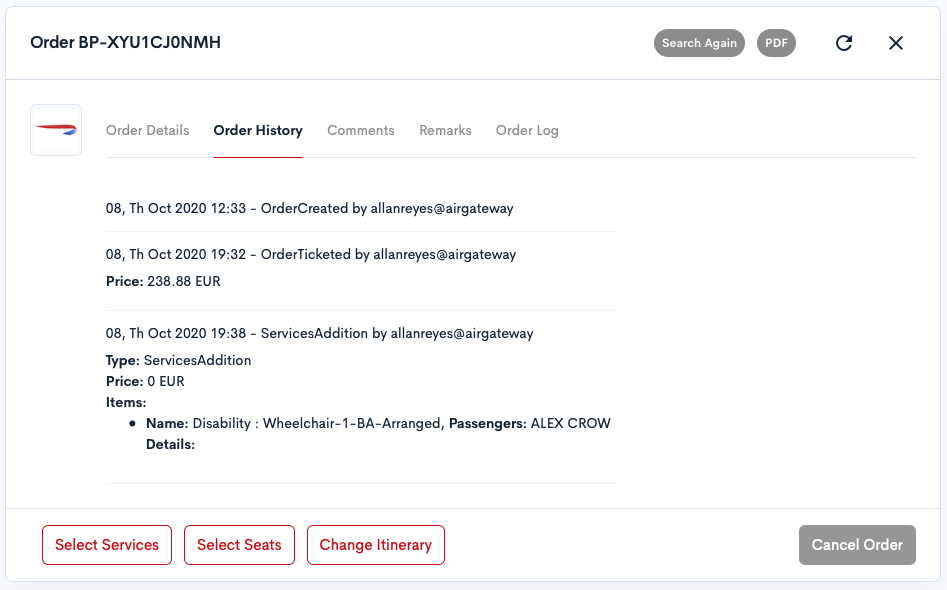 Order BP-XYU1CJ0NMH
Search Again
PDF
Order Details
Order History
Comments
Remarks
Order Log
08, Th Oct 2020 12:33 - OrderCreated by allanreyes@airgateway
08, Th Oct 2020 19:32 - OrderTicketed by allanreyes@airgateway
Price: 238.88 EUR
08, Th Oct 2020 19:38 - ServicesAddition by allanreyes@airgateway
Type: ServicesAddition
Price: 0 EUR
Items:
Name: Disability : Wheelchair-1-BA-Arranged, Passengers: ALEX CROW
Details:
Select Services
Select Seats
Change Itinerary
Cancel Order